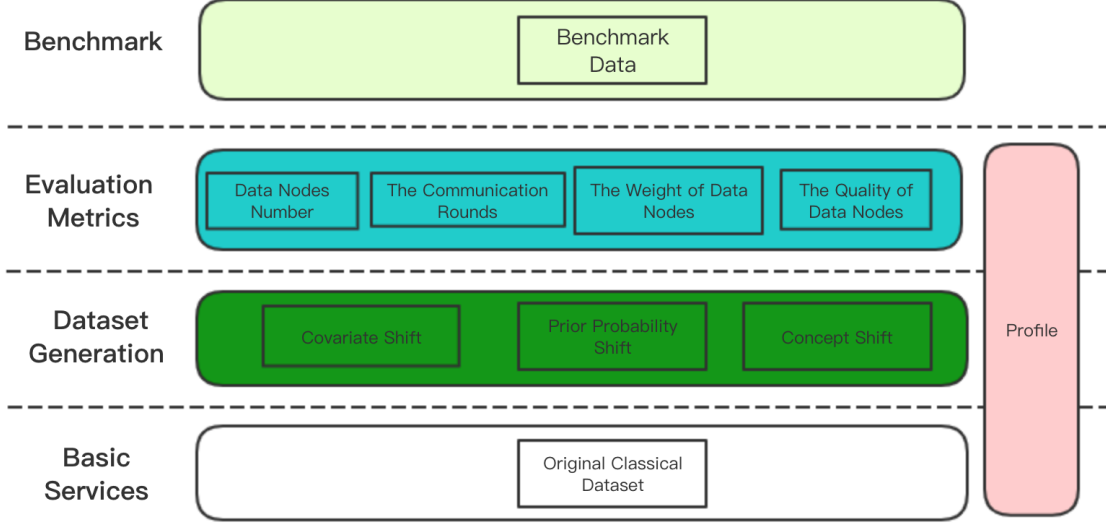 Benchmark
Benchmark
Data
Evaluation
Metrics
Data Nodes
Number
The Communication
Rounds
The Weight of Data
Nodes
The Quality of
Data Nodes
Dataset
Generation
Covariate Shift
Prior Probability
Shift
Concept Shift
Profile
Basic
Services
Original Classical
Dataset